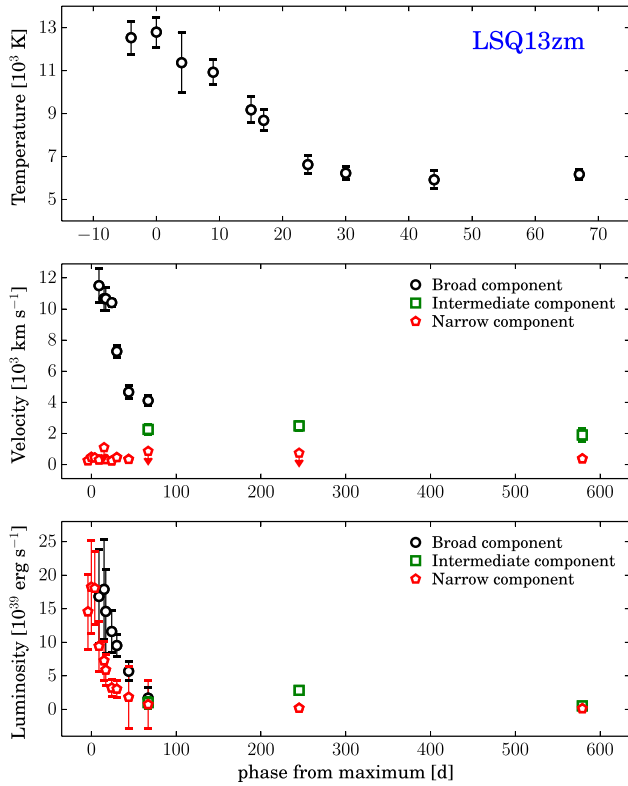 LSQ13zm
Temperature [10³ K]
13
11
9
7
5
−10 0 10 20 30 40 50 60 70
Velocity [10³ km s⁻¹]
12
10
8
6
4
2
0
Broad component
Intermediate component
Narrow component
0 100 200 300 400 500 600
Luminosity [10³⁹ erg s⁻¹]
25
20
15
10
5
0
Broad component
Intermediate component
Narrow component
0 100 200 300 400 500 600
phase from maximum [d]